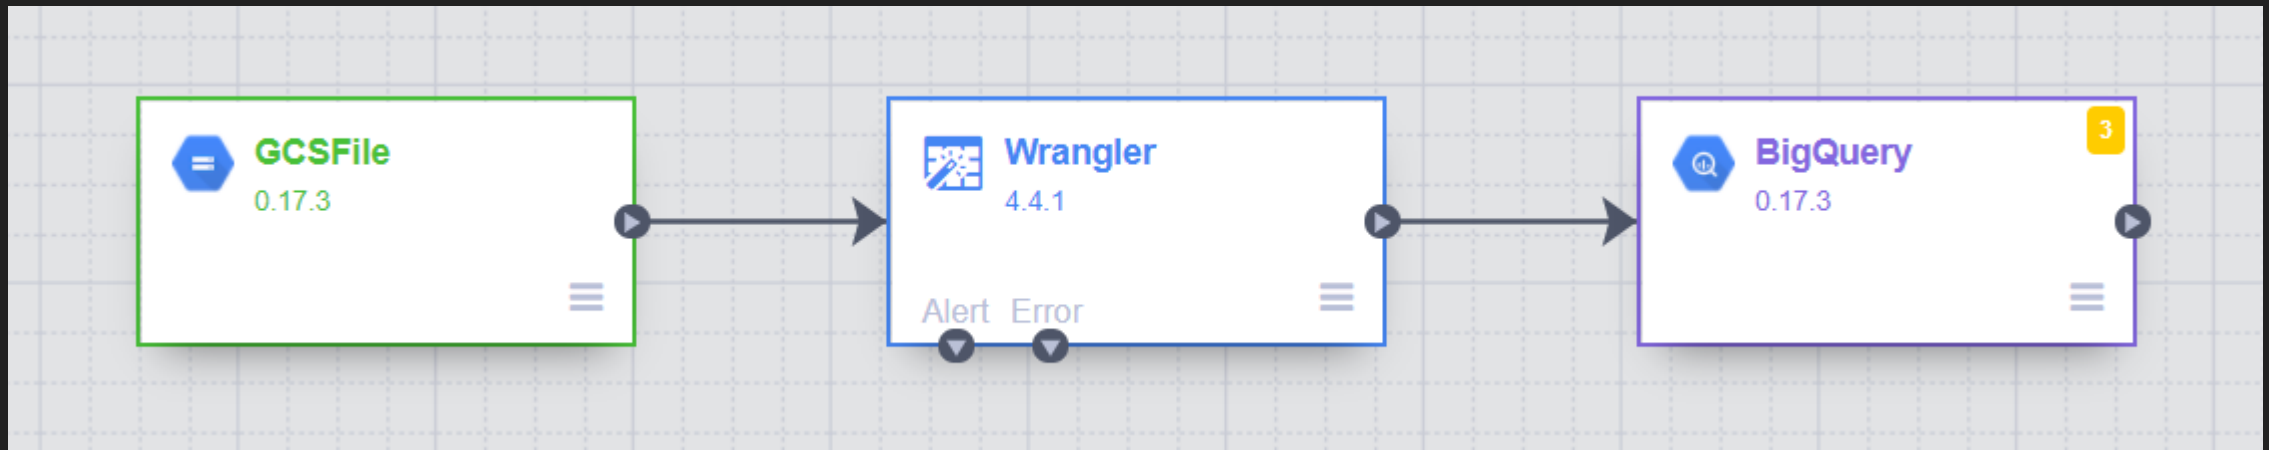 GCSFile
0.17.3
Wrangler
4.4.1
Alert Error
BigQuery
0.17.3
3